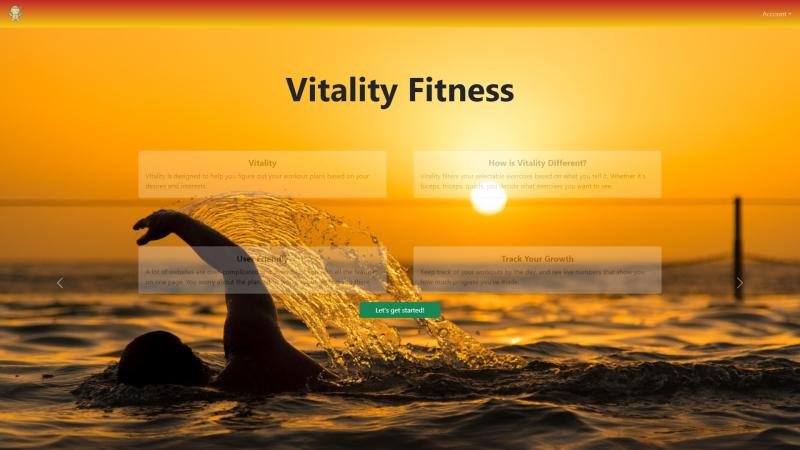 Account
Vitality Fitness
Vitality
Vitality is designed to help you figure out your workout plans based on your
desires and interests.
How is Vitality Different?
Vitality filters your selectable exercises based on what you tell it. Whether it's
biceps, triceps, quads, you decide what exercises you want to see.
User Friendly
A lot of websites are over complicated all the features
on one page. You worry about the plan
Track Your Growth
Keep track of your workouts by the day, and see live numbers that show you
how much progress you've made.
Let's get started!